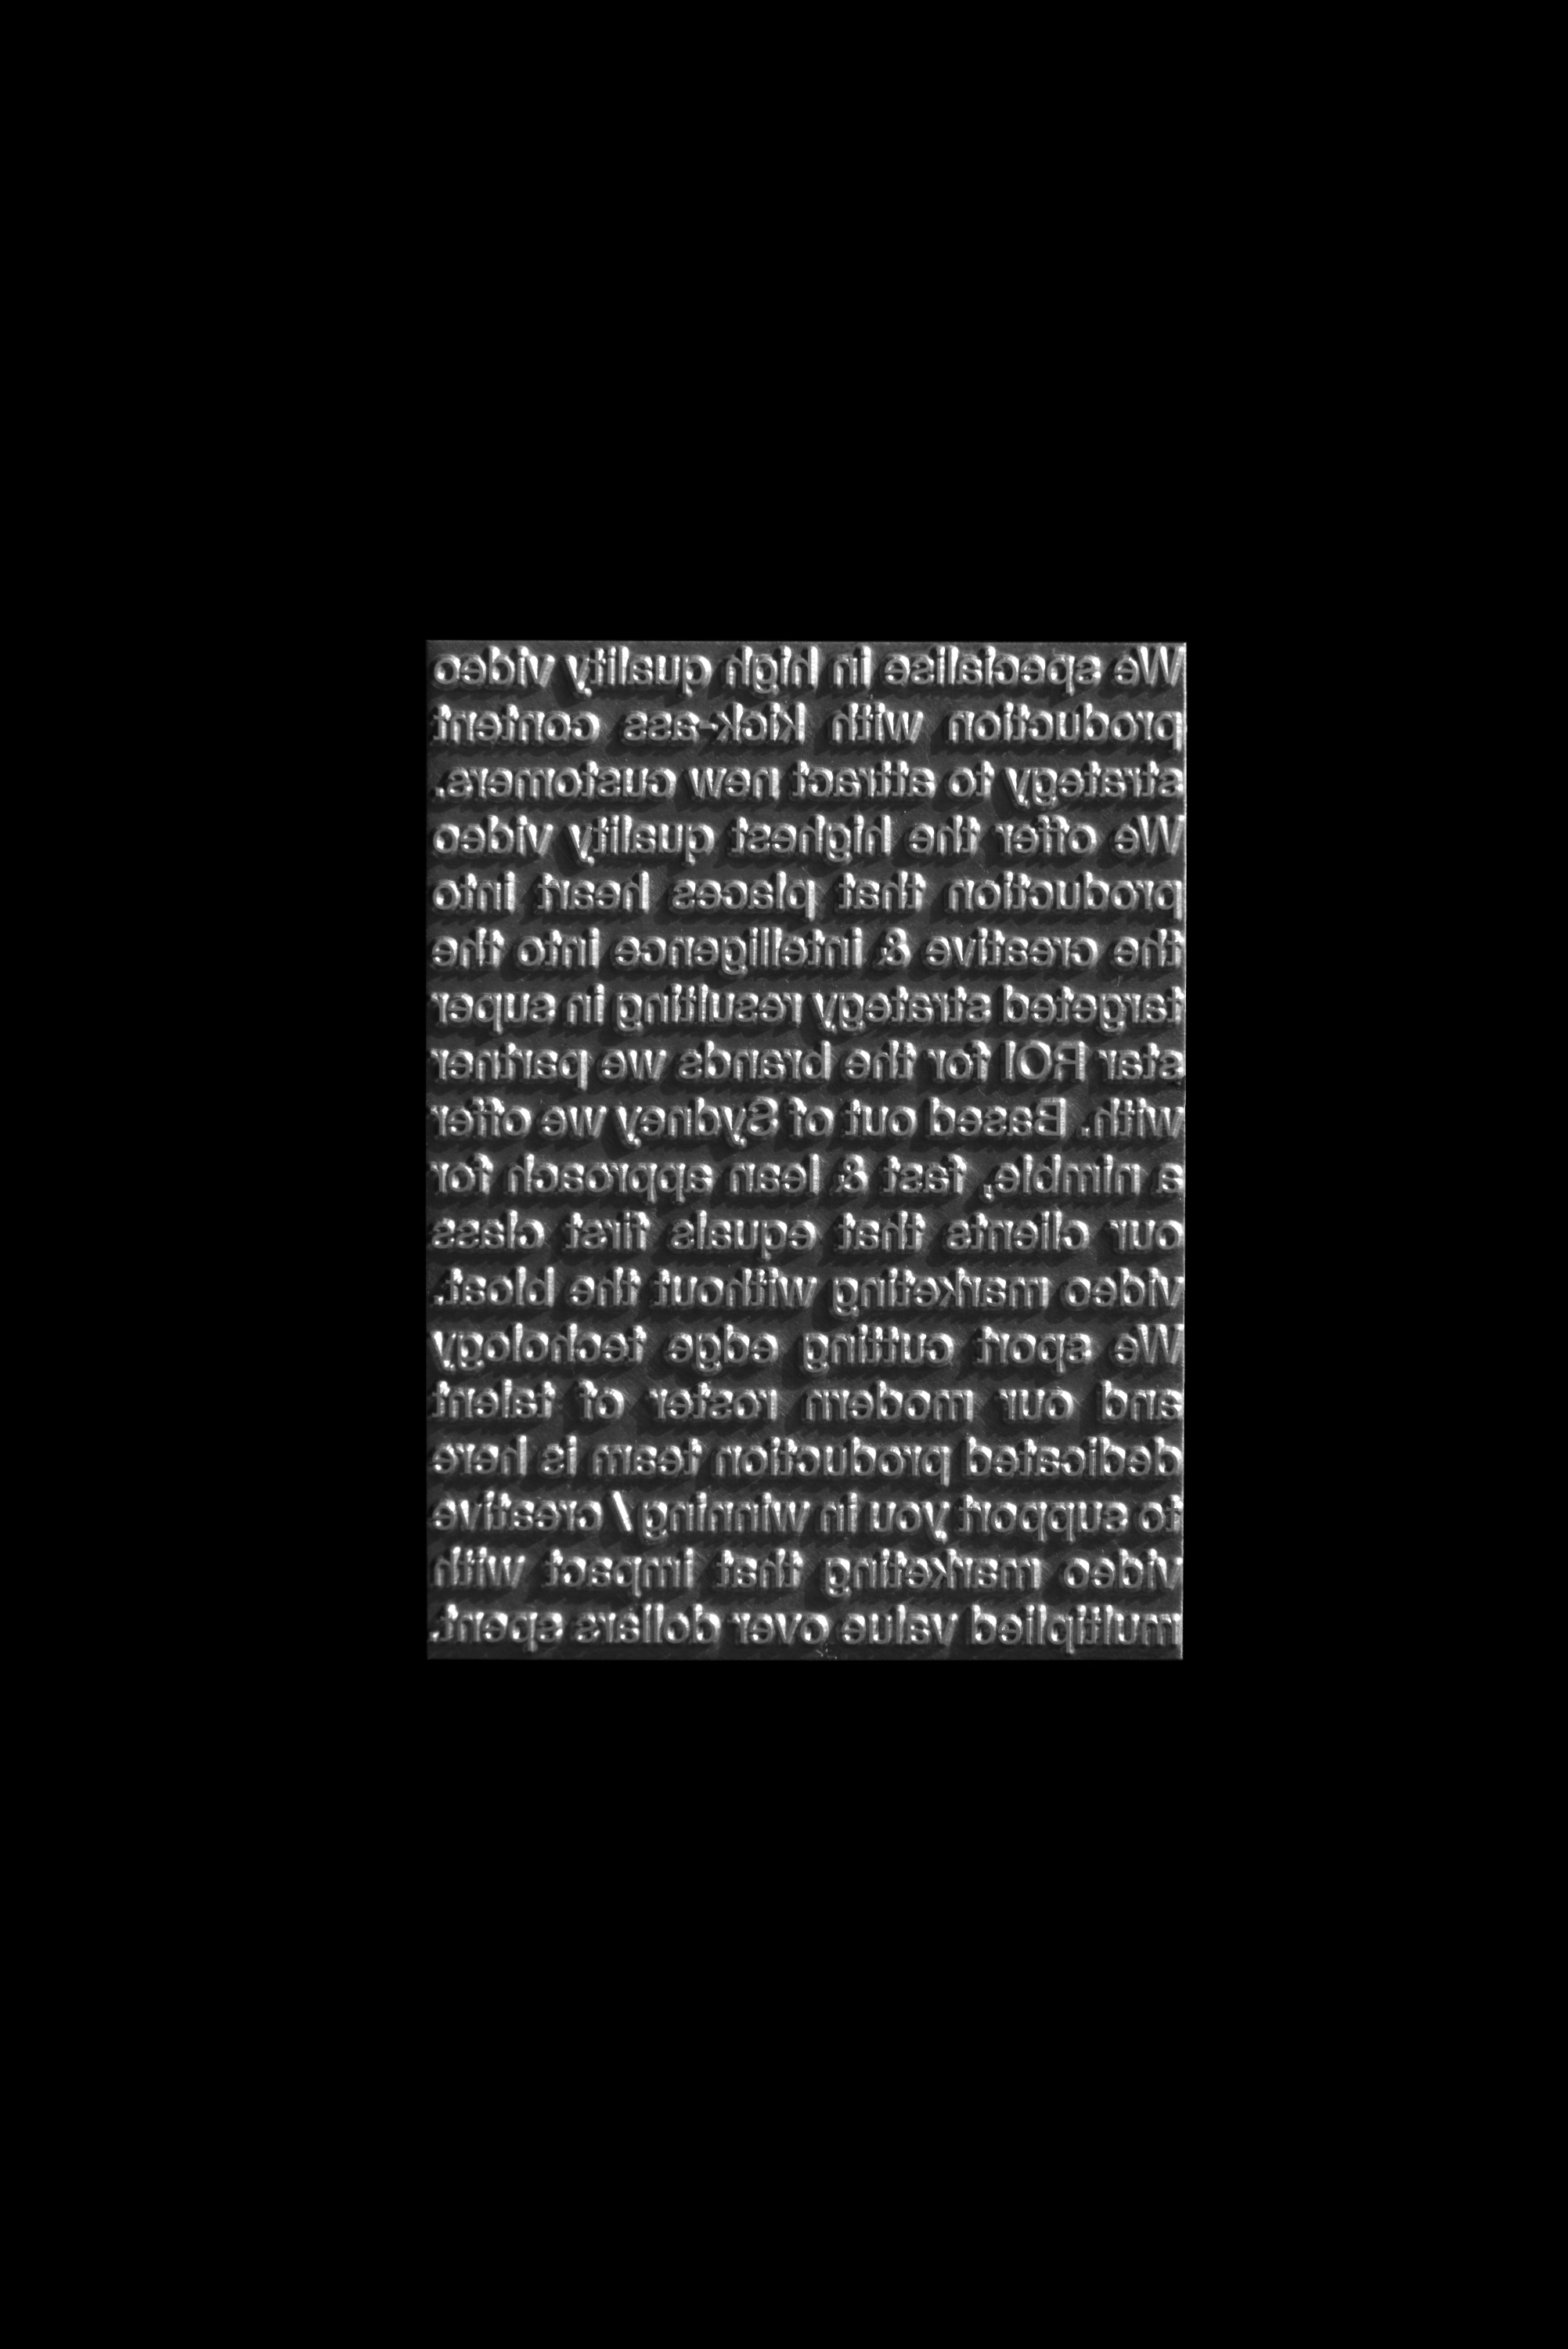 We specialise in high quality video
production with kick-ass content
strategy to attract new customers.
We offer the highest quality video
production that places heart into
the creative & intelligence into the
targeted strategy resulting in super
star ROI for the brands we partner
with. Based out of Sydney we offer
a nimble, fast & lean approach for
our clients that equals first class
video marketing without the bloat.
We sport cutting edge techology
and our modern roster of talent
dedicated production team is here
to support you in winning / creative
video marketing that impact with
multiplied value over dollars spent.